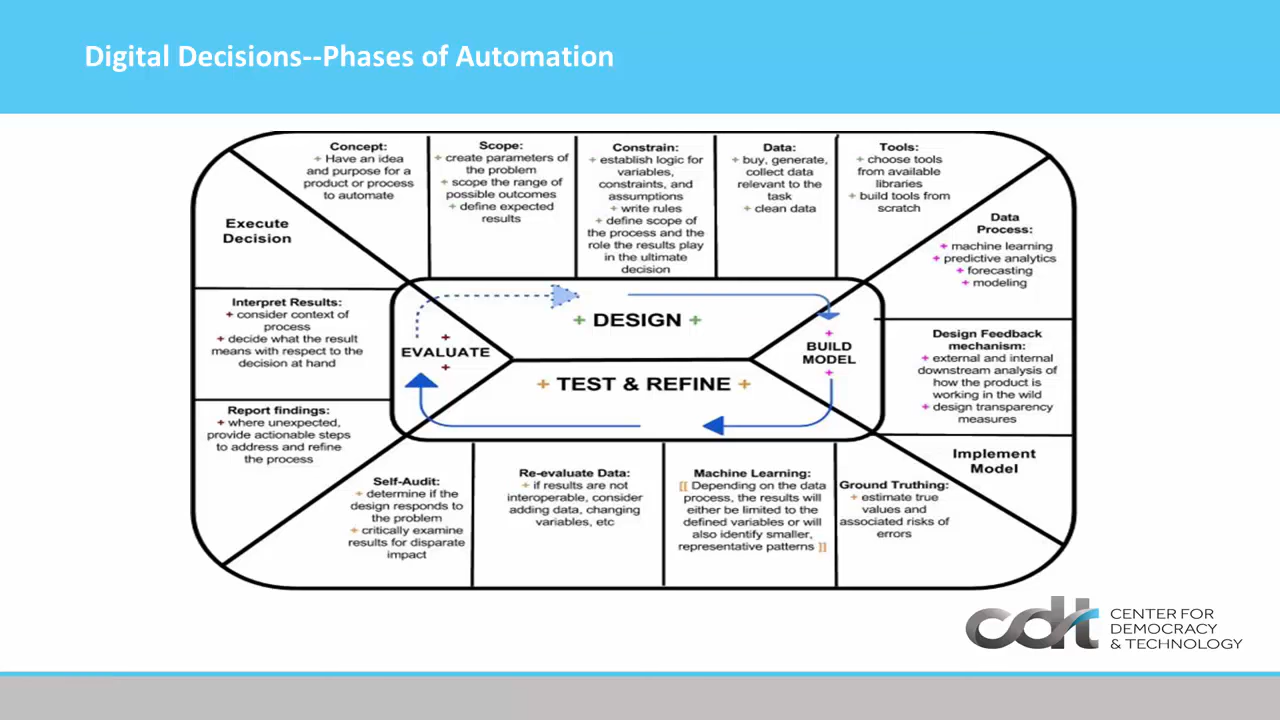 Digital Decisions--Phases of Automation
Concept:
+ Have an idea
and purpose for a
product or process
to automate
Scope:
+ create parameters of
the problem
+ scope the range of
possible outcomes
+ define expected
results
Constrain:
+ establish logic for
variables,
constraints, and
assumptions
+ write rules
+ define scope of
the process and the
role the results play
in the ultimate
decision
Data:
+ buy, generate,
collect data
relevant to the
task
+ clean data
Tools:
+ choose tools
from available
libraries
+ build tools from
scratch
Data
Process:
+ machine learning
+ predictive analytics
+ forecasting
+ modeling
Design Feedback
mechanism:
+ external and internal
downstream analysis of
how the product is
working in the wild
+ design transparency
measures
Implement
Model
Ground Truthing:
+ estimate true
values and
associated risks of
errors
Machine Learning:
[[ Depending on the data
process, the results will
either be limited to the
defined variables or will
also identify smaller,
representative patterns ]]
Re-evaluate Data:
+ if results are not
interoperable, consider
adding data, changing
variables, etc
Self-Audit:
+ determine if the
design responds to
the problem
+ critically examine
results for disparate
impact
Report findings:
+ where unexpected,
provide actionable steps
to address and refine
the process
Interpret Results:
+ consider context of
process
+ decide what the result
means with respect to the
decision at hand
Execute
Decision
+ DESIGN +
+
BUILD
MODEL
+
+ TEST & REFINE +
+
EVALUATE
+
cdt
CENTER FOR
DEMOCRACY
& TECHNOLOGY